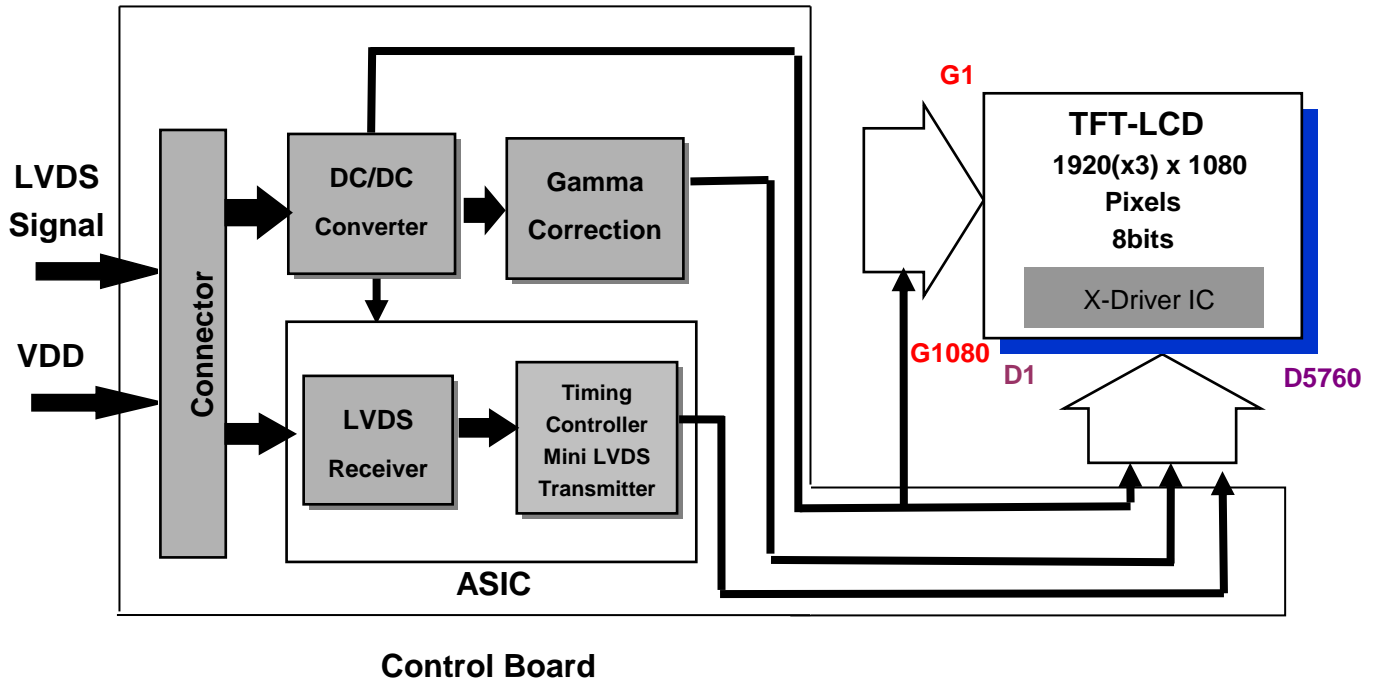 LVDS
Signal
VDD
Connector
DC/DC
Converter
Gamma
Correction
LVDS
Receiver
Timing
Controller
Mini LVDS
Transmitter
ASIC
G1
G1080
TFT-LCD
1920(x3) x 1080
Pixels
8bits
X-Driver IC
D1
D5760
Control Board